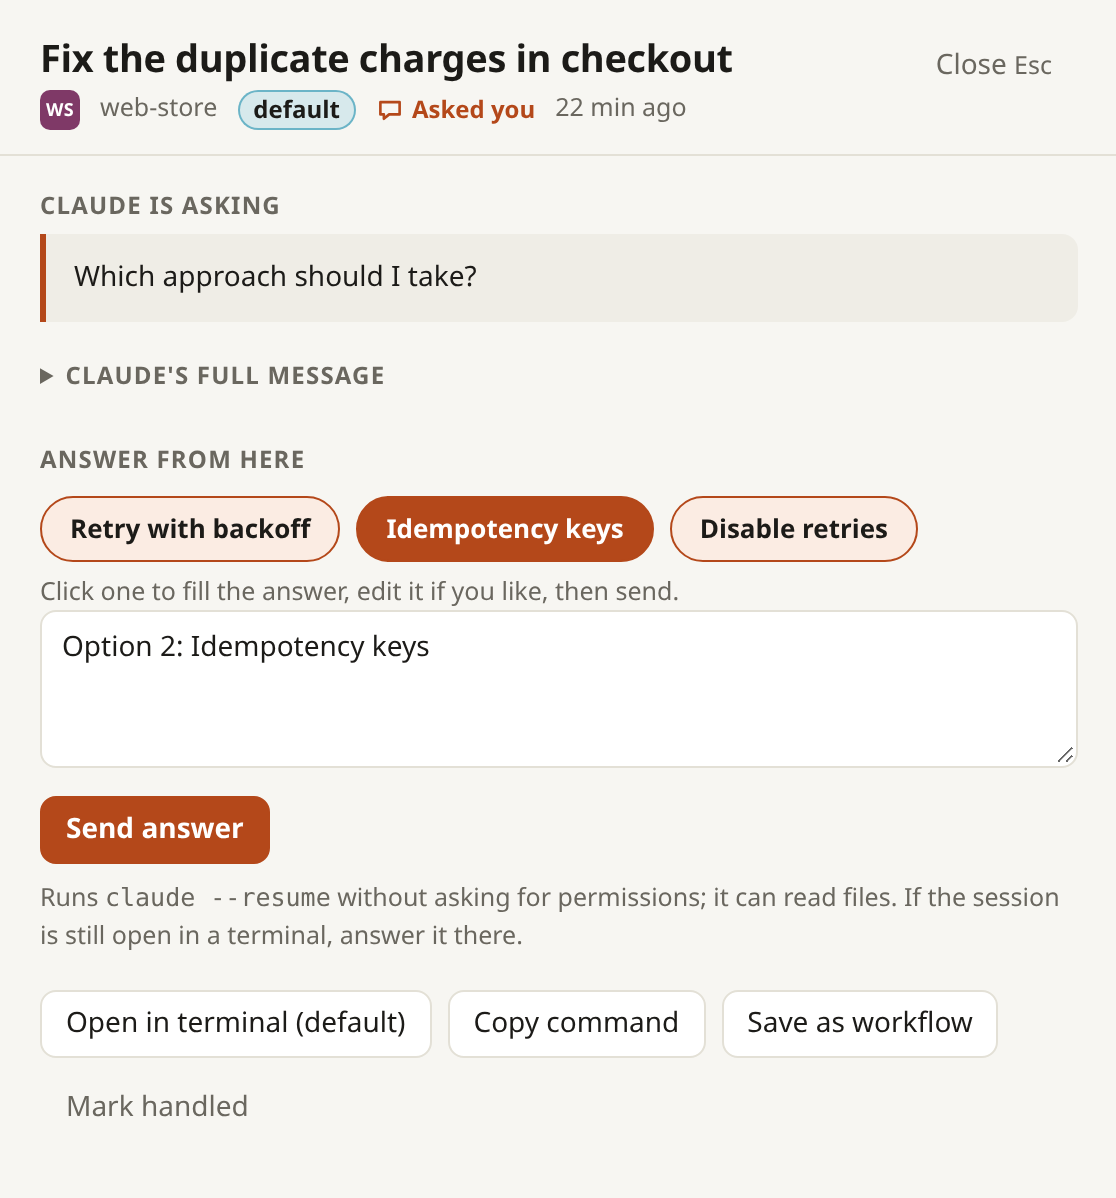 Fix the duplicate charges in checkout
Close Esc
WS web-store default Asked you 22 min ago
CLAUDE IS ASKING
Which approach should I take?
CLAUDE'S FULL MESSAGE
ANSWER FROM HERE
Retry with backoff Idempotency keys Disable retries
Click one to fill the answer, edit it if you like, then send.
Option 2: Idempotency keys
Send answer
Runs claude --resume without asking for permissions; it can read files. If the session
is still open in a terminal, answer it there.
Open in terminal (default) Copy command Save as workflow
Mark handled